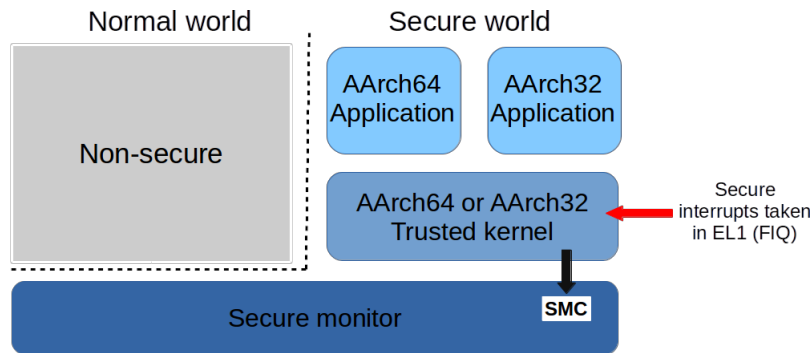 Normal world
Secure world
AArch64
Application
AArch32
Application
Non-secure
AArch64 or AArch32
Trusted kernel
Secure
interrupts taken
in EL1 (FIQ)
SMC
Secure monitor